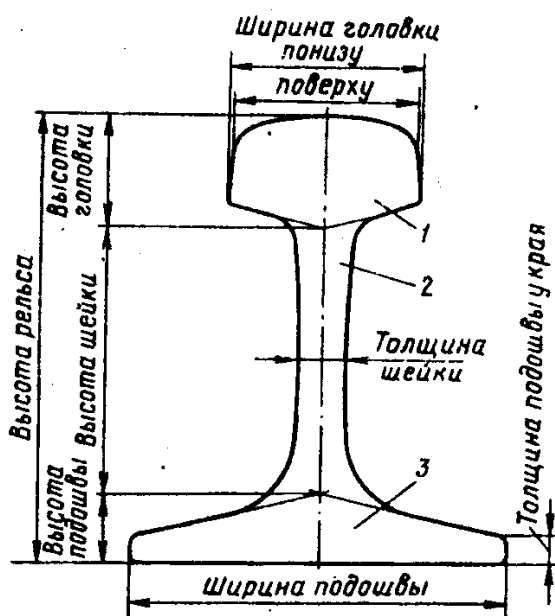 Ширина головки
понизу
поверху
Высота
головки
Высота рельса
Высота шейки
Высота
подошвы
1
2
Толщина
шейки
3
Толщина подошвы у края
Ширина подошвы